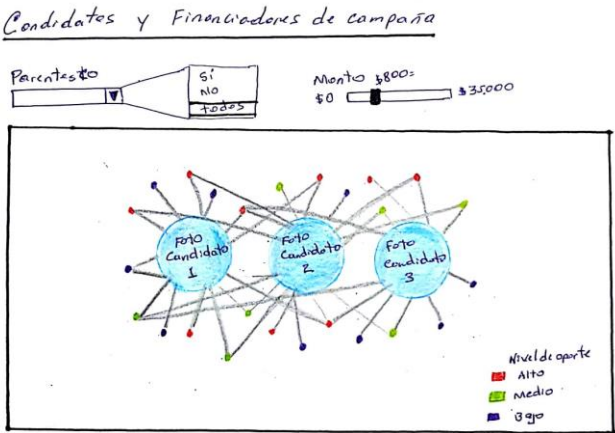 Candidatos y Financiadores de campaña
Parentesco
Sí
No
todos
Monto $800=
$0
$35,000
Foto
Candidato
1
Foto
Candidato
2
Foto
Candidato
3
Nivel de aporte
Alto
Medio
Bajo